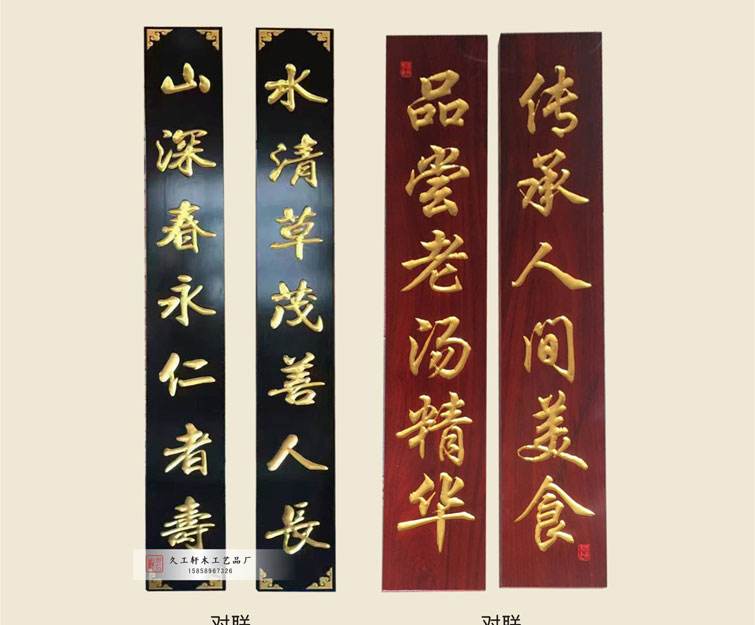 山深春永仁者壽
水清草茂善人長
品尝老汤精华
传承人间美食
久工轩木工艺品厂
15858967326
对联
对联